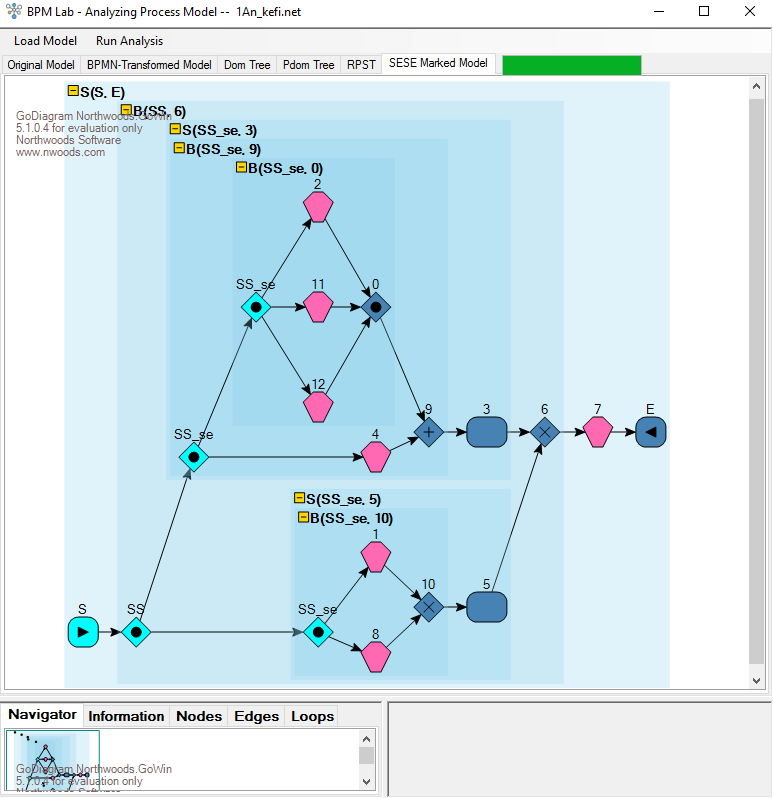 BPM Lab - Analyzing Process Model -- 1An_kefi.net
Load Model Run Analysis
Original Model BPMN-Transformed Model Dom Tree Pdom Tree RPST SESE Marked Model
S(S, E)
B(SS, 6)
GoDiagram Northwoods.GoWin
5.1.0.4 for evaluation only
Northwoods Software
www.nwoods.com
S(SS_se, 3)
B(SS_se, 9)
B(SS_se, 0)
2
SS_se 11 0
12
9 3 6 7 E
SS_se 4
S(SS_se, 5)
B(SS_se, 10)
1
10 5
S SS SS_se 8
Navigator Information Nodes Edges Loops
GoDiagram Northwoods.GoWin
5.1.0.4 for evaluation only
Northwoods Software